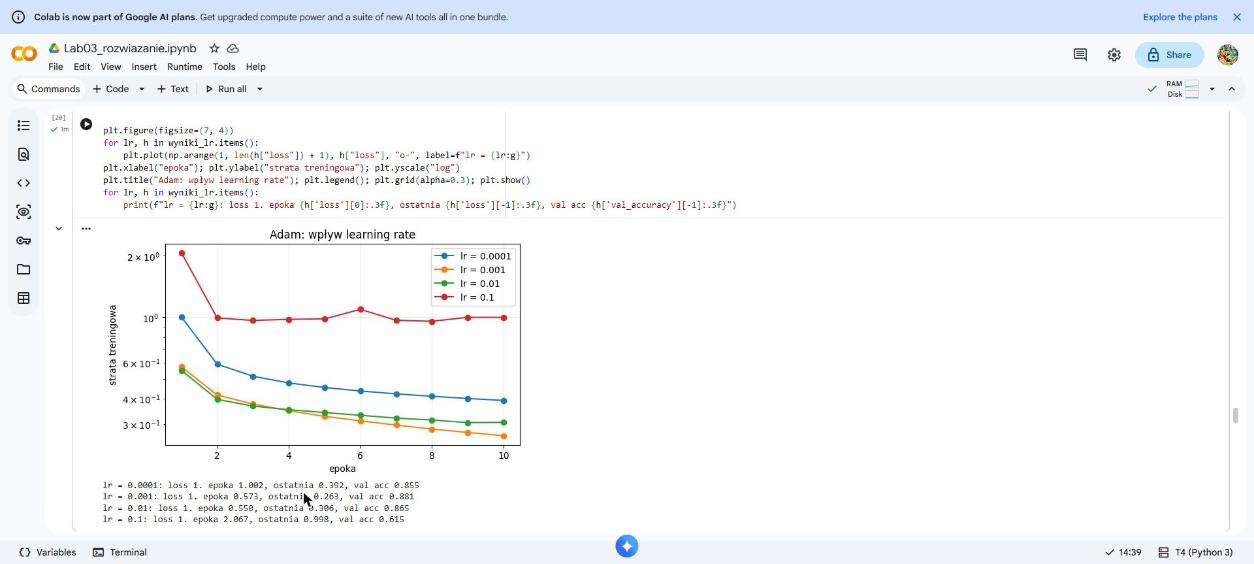 Colab is now part of Google AI plans. Get upgraded compute power and a suite of new AI tools all in one bundle.
Explore the plans
Lab03_rozwiazanie.ipynb
File Edit View Insert Runtime Tools Help
Share
Commands + Code + Text Run all
RAM
Disk
[20]
1m
plt.figure(figsize=(7, 4))
for lr, h in wyniki_lr.items():
    plt.plot(np.arange(1, len(h["loss"]) + 1), h["loss"], "o-", label=f"lr = {lr:g}")
plt.xlabel("epoka"); plt.ylabel("strata treningowa"); plt.yscale("log")
plt.title("Adam: wpływ learning rate"); plt.legend(); plt.grid(alpha=0.3); plt.show()
for lr, h in wyniki_lr.items():
    print(f"lr = {lr:g}: loss 1. epoka {h['loss'][0]:.3f}, ostatnia {h['loss'][-1]:.3f}, val acc {h['val_accuracy'][-1]:.3f}")
Adam: wpływ learning rate
lr = 0.0001
lr = 0.001
lr = 0.01
lr = 0.1
2 × 10⁰
10⁰
6 × 10⁻¹
4 × 10⁻¹
3 × 10⁻¹
strata treningowa
2 4 6 8 10
epoka
lr = 0.0001: loss 1. epoka 1.002, ostatnia 0.392, val acc 0.855
lr = 0.001: loss 1. epoka 0.573, ostatnia 0.263, val acc 0.881
lr = 0.01: loss 1. epoka 0.550, ostatnia 0.306, val acc 0.865
lr = 0.1: loss 1. epoka 2.067, ostatnia 0.998, val acc 0.615
Variables Terminal
14:39 T4 (Python 3)